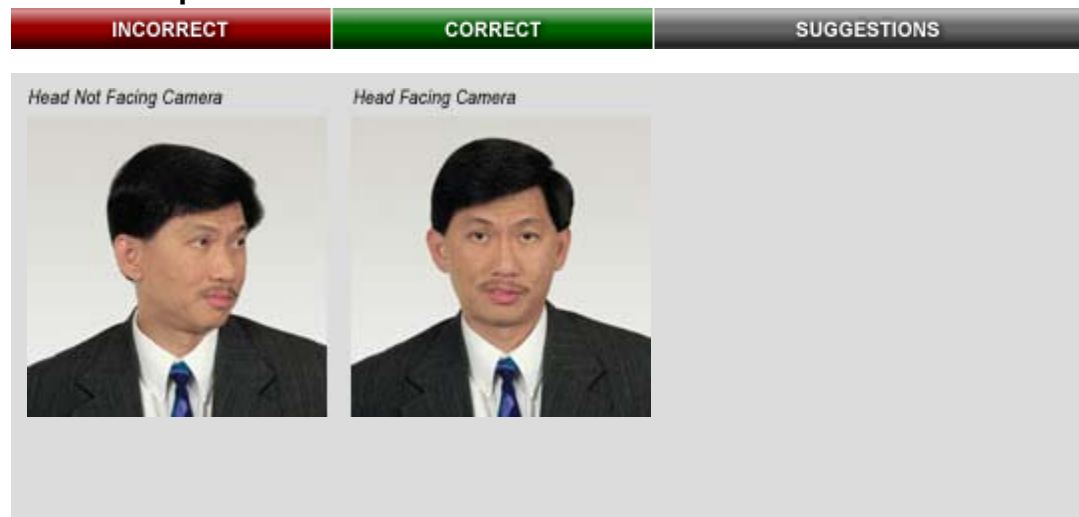 INCORRECT
CORRECT
SUGGESTIONS
Head Not Facing Camera
Head Facing Camera